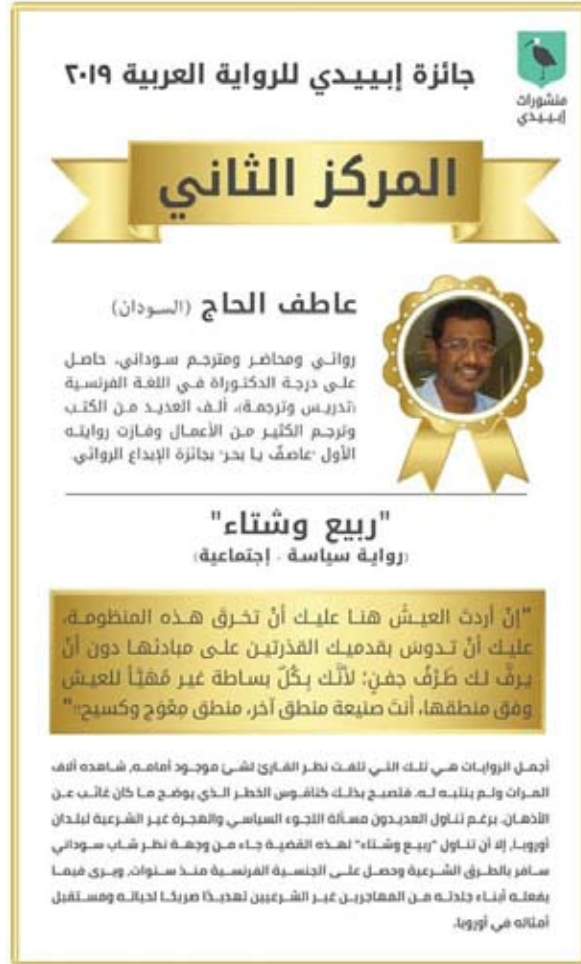 جائزة إبييدي للرواية العربية ٢٠١٩
منشورات
إبييدي
المركز الثاني
عاطف الحاج (السودان)
روائي ومحاضر ومترجم سوداني، حاصل
على درجة الدكتوراة في اللغة الفرنسية
(تدريس وترجمة)، ألف العديد من الكتب
وترجم الكثير من الأعمال وفازت روايته
الأول "عاصفٌ يا بحر" بجائزة الإبداع الروائي.
"ربيع وشتاء"
(رواية سياسة - إجتماعية)
"إنْ أردتَ العيشَ هنا عليك أنْ تخرق هذه المنظومة،
عليك أنْ تدوسَ بقدميك القذرتين على مبادئها دون أنْ
يرفَّ لك طَرْفُ جفنٍ؛ لأنَّك بِكُلّ بساطة غير مُهَيَّأ للعيش
وفق منطقها، أنتَ صنيعة منطق آخر، منطق مِعْوَج وكسيح!!"
أجمل الروايات هي تلك التي تلفت نظر القارئ لشئ موجود أمامه، شاهده آلاف
المرات ولم ينتبه له. فتصبح بذلك كناقوس الخطر الذي يوضح ما كان غائب عن
الأذهان. برغم تناول العديدون مسألة اللجوء السياسي والهجرة غير الشرعية لبلدان
أوروبا، إلا أن تناول "ربيع وشتاء" لهذه القضية جاء من وجهة نظر شاب سوداني
سافر بالطرق الشرعية وحصل على الجنسية الفرنسية منذ سنوات، ويرى فيما
يفعله أبناء جلدته من المهاجرين غير الشرعيين تهديدًا صريحًا لحياته ومستقبل
أمثاله في أوروبا.